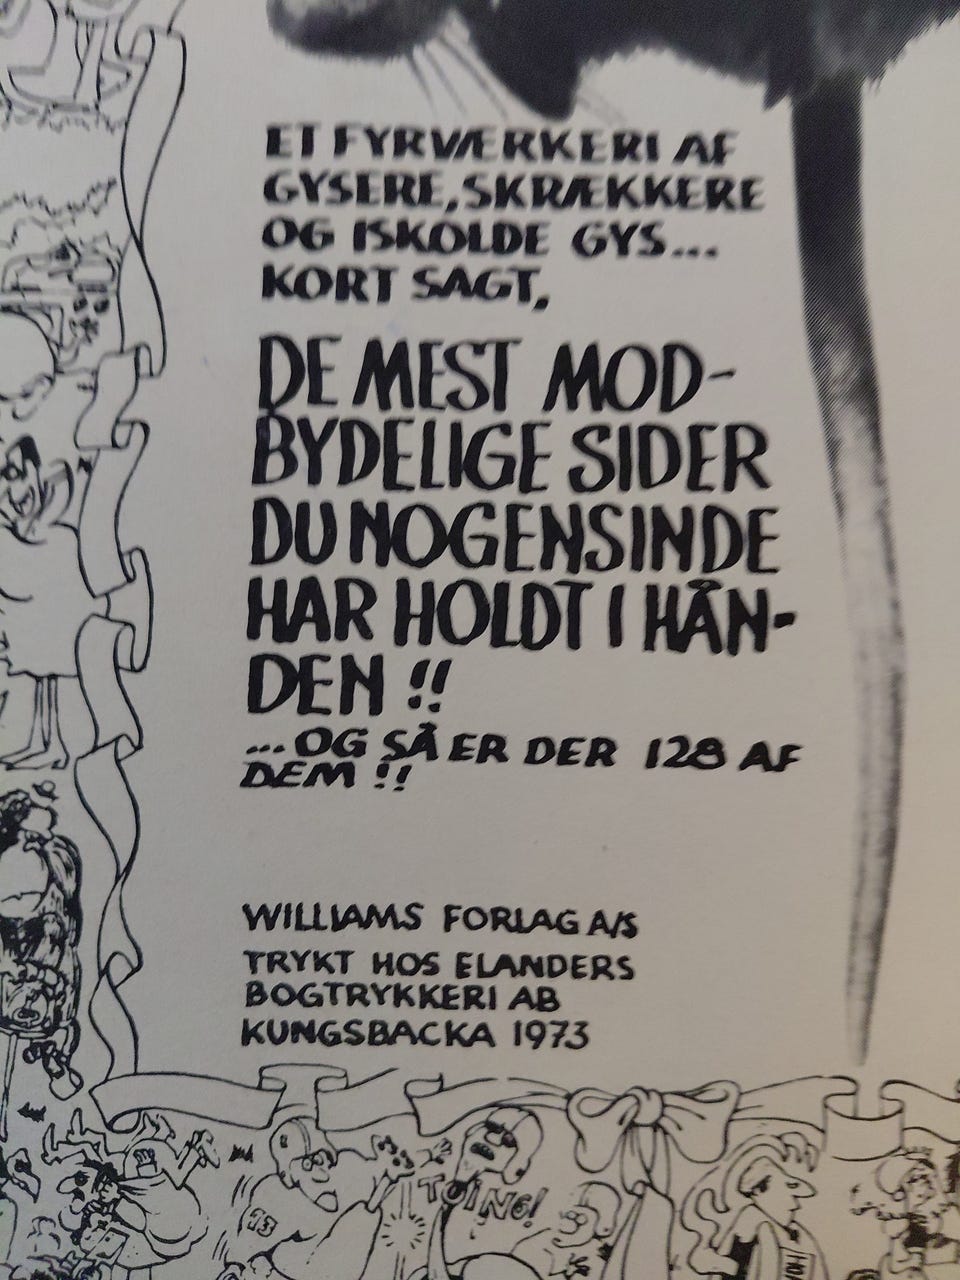 ET FYRVÆRKERI AF
GYSERE, SKRÆKKERE
OG ISKOLDE GYS...
KORT SAGT,
DE MEST MOD-
BYDELIGE SIDER
DU NOGENSINDE
HAR HOLDT I HÅN-
DEN !!
...OG SÅ ER DER 128 AF
DEM !!
WILLIAMS FORLAG A/S
TRYKT HOS ELANDERS
BOGTRYKKERI AB
KUNGSBACKA 1973
TOING!
13